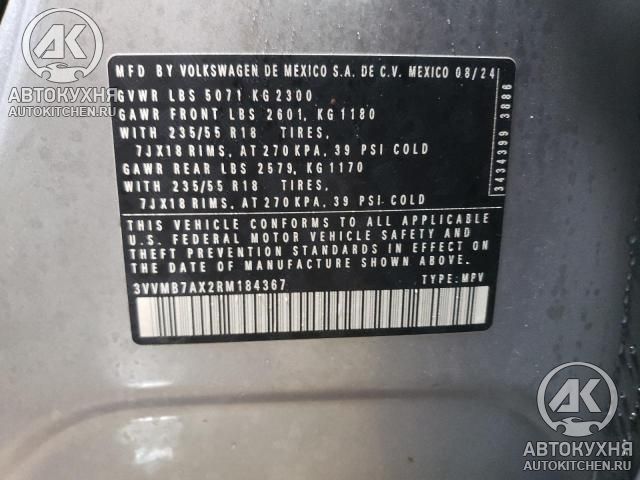 AK
АВТОКУХНЯ
AUTOKITCHEN.RU
MFD BY VOLKSWAGEN DE MEXICO S.A. DE C.V. MEXICO 08/24
GVWR LBS 5071 KG 2300
GAWR FRONT LBS 2601, KG 1180
WITH 235/55 R18 TIRES,
7JX18 RIMS, AT 270 KPA, 39 PSI COLD
GAWR REAR LBS 2579, KG 1170
WITH 235/55 R18 TIRES,
7JX18 RIMS, AT 270 KPA, 39 PSI COLD
3434399 3886
THIS VEHICLE CONFORMS TO ALL APPLICABLE
U.S. FEDERAL MOTOR VEHICLE SAFETY AND
THEFT PREVENTION STANDARDS IN EFFECT ON
THE DATE OF MANUFACTURE SHOWN ABOVE.
3VVMB7AX2RM184367 TYPE: MPV
AK
АВТОКУХНЯ
AUTOKITCHEN.RU